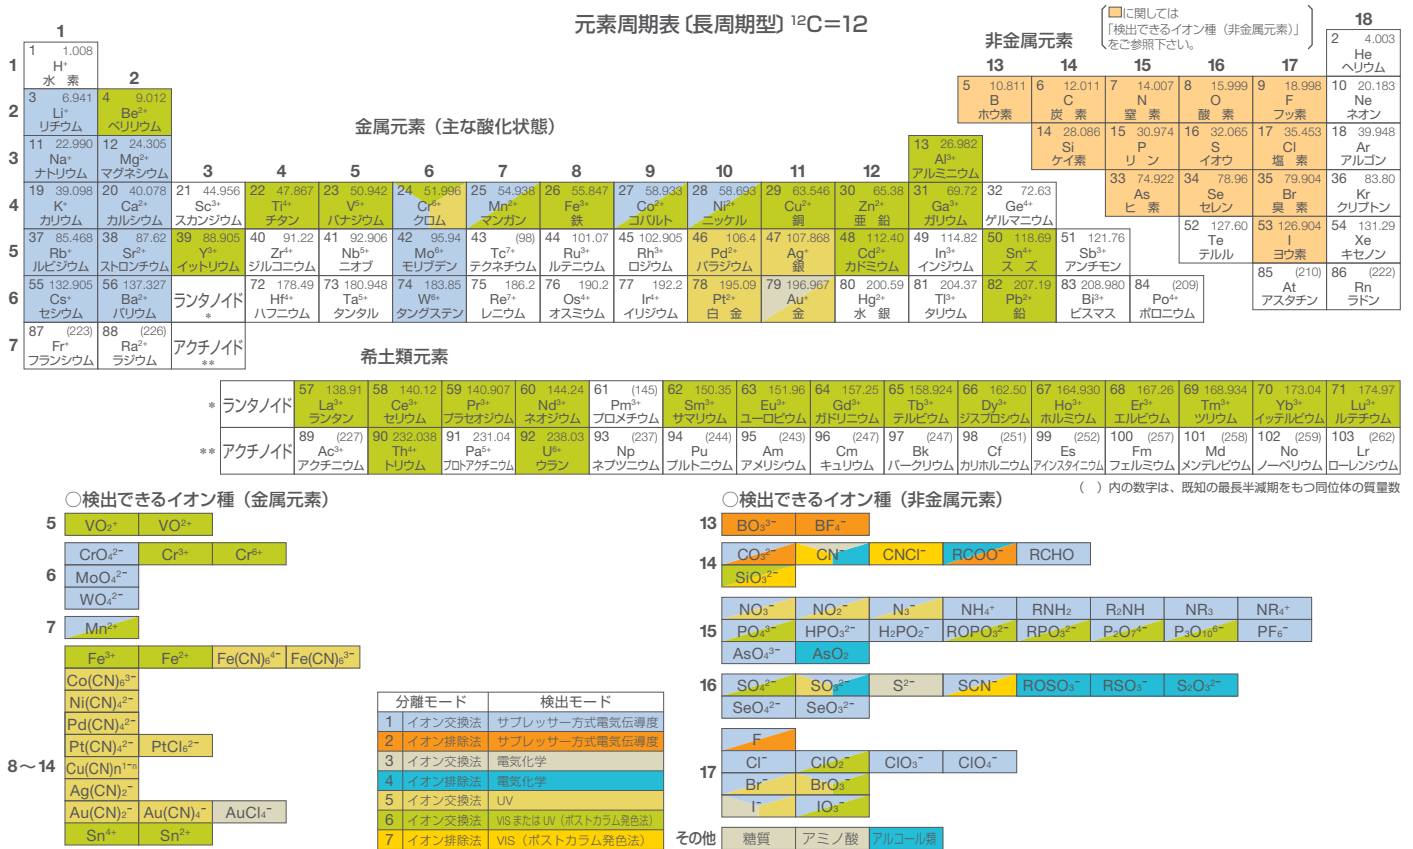 元素周期表〔長周期型〕¹²C=12
□に関しては
「検出できるイオン種（非金属元素）」
をご参照下さい。
非金属元素
金属元素（主な酸化状態）
1 2 3 4 5 6 7 8 9 10 11 12 13 14 15 16 17 18
1
1 1.008 H⁺ 水素
2 4.003 He ヘリウム
2
3 6.941 Li⁺ リチウム
4 9.012 Be²⁺ ベリリウム
5 10.811 B ホウ素
6 12.011 C 炭素
7 14.007 N 窒素
8 15.999 O 酸素
9 18.998 F フッ素
10 20.183 Ne ネオン
3
11 22.990 Na⁺ ナトリウム
12 24.305 Mg²⁺ マグネシウム
13 26.982 Al³⁺ アルミニウム
14 28.086 Si ケイ素
15 30.974 P リン
16 32.065 S イオウ
17 35.453 Cl 塩素
18 39.948 Ar アルゴン
4
19 39.098 K⁺ カリウム
20 40.078 Ca²⁺ カルシウム
21 44.956 Sc³⁺ スカンジウム
22 47.867 Ti⁴⁺ チタン
23 50.942 V⁵⁺ バナジウム
24 51.996 Cr⁶⁺ クロム
25 54.938 Mn²⁺ マンガン
26 55.847 Fe³⁺ 鉄
27 58.933 Co²⁺ コバルト
28 58.693 Ni²⁺ ニッケル
29 63.546 Cu²⁺ 銅
30 65.38 Zn²⁺ 亜鉛
31 69.72 Ga³⁺ ガリウム
32 72.63 Ge⁴⁺ ゲルマニウム
33 74.922 As ヒ素
34 78.96 Se セレン
35 79.904 Br 臭素
36 83.80 Kr クリプトン
5
37 85.468 Rb⁺ ルビジウム
38 87.62 Sr²⁺ ストロンチウム
39 88.905 Y³⁺ イットリウム
40 91.22 Zr⁴⁺ ジルコニウム
41 92.906 Nb⁵⁺ ニオブ
42 95.94 Mo⁶⁺ モリブデン
43 (98) Tc⁷⁺ テクネチウム
44 101.07 Ru³⁺ ルテニウム
45 102.905 Rh³⁺ ロジウム
46 106.4 Pd²⁺ パラジウム
47 107.868 Ag⁺ 銀
48 112.40 Cd²⁺ カドミウム
49 114.82 In³⁺ インジウム
50 118.69 Sn⁴⁺ スズ
51 121.76 Sb³⁺ アンチモン
52 127.60 Te テルル
53 126.904 I ヨウ素
54 131.29 Xe キセノン
6
55 132.905 Cs⁺ セシウム
56 137.327 Ba²⁺ バリウム
ランタノイド *
72 178.49 Hf⁴⁺ ハフニウム
73 180.948 Ta⁵⁺ タンタル
74 183.85 W⁶⁺ タングステン
75 186.2 Re⁷⁺ レニウム
76 190.2 Os⁴⁺ オスミウム
77 192.2 Ir⁴⁺ イリジウム
78 195.09 Pt²⁺ 白金
79 196.967 Au⁺ 金
80 200.59 Hg²⁺ 水銀
81 204.37 Tl³⁺ タリウム
82 207.19 Pb²⁺ 鉛
83 208.980 Bi³⁺ ビスマス
84 (209) Po⁴⁺ ポロニウム
85 (210) At アスタチン
86 (222) Rn ラドン
7
87 (223) Fr⁺ フランシウム
88 (226) Ra²⁺ ラジウム
アクチノイド **
希土類元素
* ランタノイド
57 138.91 La³⁺ ランタン
58 140.12 Ce³⁺ セリウム
59 140.907 Pr³⁺ プラセオジウム
60 144.24 Nd³⁺ ネオジウム
61 (145) Pm³⁺ プロメチウム
62 150.35 Sm³⁺ サマリウム
63 151.96 Eu³⁺ ユーロピウム
64 157.25 Gd³⁺ ガドリニウム
65 158.924 Tb³⁺ テルビウム
66 162.50 Dy³⁺ ジスプロシウム
67 164.930 Ho³⁺ ホルミウム
68 167.26 Er³⁺ エルビウム
69 168.934 Tm³⁺ ツリウム
70 173.04 Yb³⁺ イッテルビウム
71 174.97 Lu³⁺ ルテチウム
** アクチノイド
89 (227) Ac³⁺ アクチニウム
90 232.038 Th⁴⁺ トリウム
91 231.04 Pa⁵⁺ プロトアクチニウム
92 238.03 U⁶⁺ ウラン
93 (237) Np ネプツニウム
94 (244) Pu プルトニウム
95 (243) Am アメリシウム
96 (247) Cm キュリウム
97 (247) Bk バークリウム
98 (251) Cf カリホルニウム
99 (252) Es アインスタイニウム
100 (257) Fm フェルミウム
101 (258) Md メンデレビウム
102 (259) No ノーベリウム
103 (262) Lr ローレンシウム
（ ）内の数字は、既知の最長半減期をもつ同位体の質量数
○検出できるイオン種（金属元素）
5 VO₂⁺ VO²⁺
6 CrO₄²⁻ Cr³⁺ Cr⁶⁺
MoO₄²⁻
WO₄²⁻
7 Mn²⁺
8〜14
Fe³⁺ Fe²⁺ Fe(CN)₆⁴⁻ Fe(CN)₆³⁻
Co(CN)₆³⁻
Ni(CN)₄²⁻
Pd(CN)₄²⁻
Pt(CN)₄²⁻ PtCl₆²⁻
Cu(CN)n¹⁻ⁿ
Ag(CN)₂⁻
Au(CN)₂⁻ Au(CN)₄⁻ AuCl₄⁻
Sn⁴⁺ Sn²⁺
分離モード 検出モード
1 イオン交換法 サプレッサー方式電気伝導度
2 イオン排除法 サプレッサー方式電気伝導度
3 イオン交換法 電気化学
4 イオン排除法 電気化学
5 イオン交換法 UV
6 イオン交換法 VIS または UV（ポストカラム発色法）
7 イオン排除法 VIS（ポストカラム発色法）
○検出できるイオン種（非金属元素）
13 BO₃³⁻ BF₄⁻
14 CO₃²⁻ CN⁻ CNCl⁻ RCOO⁻ RCHO
SiO₃²⁻
15 NO₃⁻ NO₂⁻ N₃⁻ NH₄⁺ RNH₂ R₂NH NR₃ NR₄⁺
PO₄³⁻ HPO₃²⁻ H₂PO₂⁻ ROPO₃²⁻ RPO₃²⁻ P₂O₇⁴⁻ P₃O₁₀⁶⁻ PF₆⁻
AsO₄³⁻ AsO₂
16 SO₄²⁻ SO₃²⁻ S²⁻ SCN⁻ ROSO₃⁻ RSO₃⁻ S₂O₃²⁻
SeO₄²⁻ SeO₃²⁻
17 F⁻
Cl⁻ ClO₂⁻ ClO₃⁻ ClO₄⁻
Br⁻ BrO₃⁻
I⁻ IO₃⁻
その他 糖質 アミノ酸 アルコール類